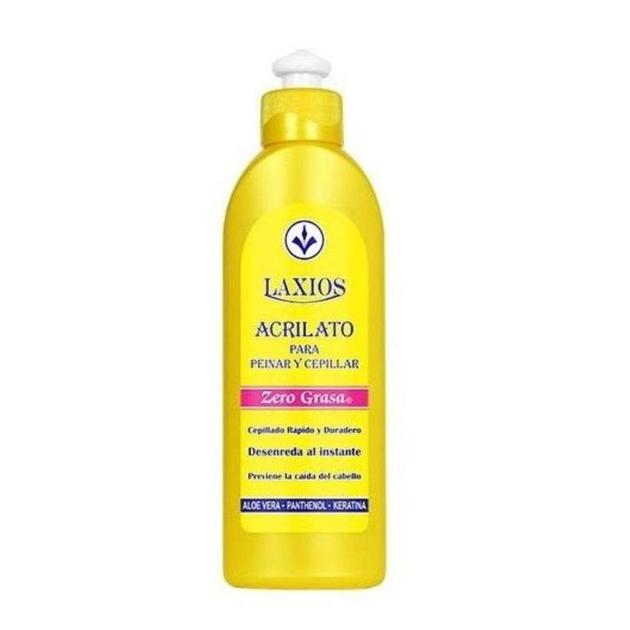 LAXIOS
ACRILATO
PARA
PEINAR Y CEPILLAR
Zero Grasa®
Cepillado Rapido y Duradero
Desenreda al instante
Previene la caida del cabello
ALOE VERA - PANTHENOL - KERATINA